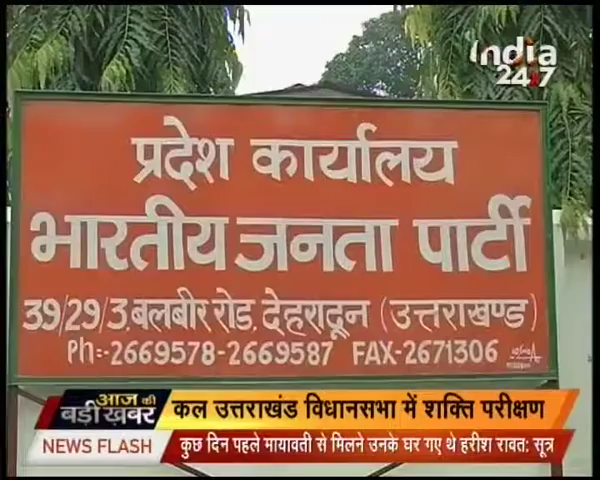 India
24x7
प्रदेश कार्यालय
भारतीय जनता पार्टी
39/29/3, बलबीर रोड, देहरादून (उत्तराखण्ड)
Ph:-2669578-2669587 FAX-2671306
आज की
बड़ी खबर
कल उत्तराखंड विधानसभा में शक्ति परीक्षण
NEWS FLASH
कुछ दिन पहले मायावती से मिलने उनके घर गए थे हरीश रावत: सूत्र